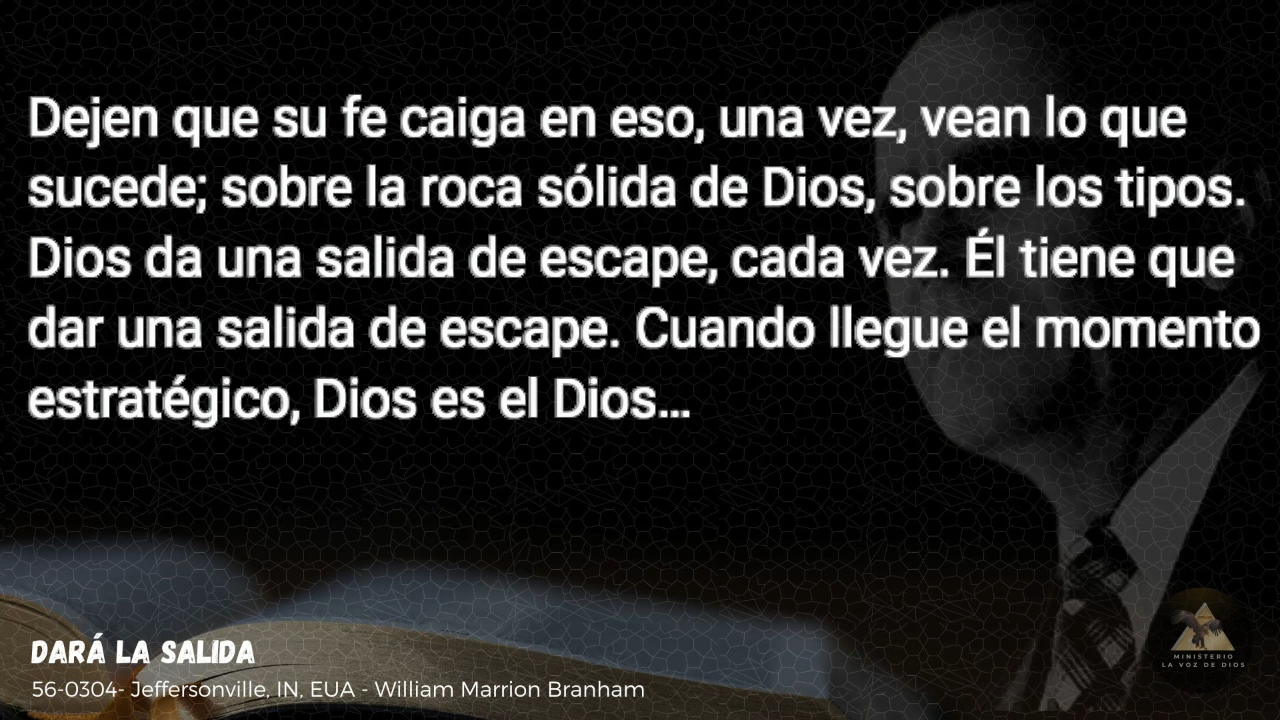 Dejen que su fe caiga en eso, una vez, vean lo que
sucede; sobre la roca sólida de Dios, sobre los tipos.
Dios da una salida de escape, cada vez. Él tiene que
dar una salida de escape. Cuando llegue el momento
estratégico, Dios es el Dios...
DARÁ LA SALIDA
56-0304- Jeffersonville, IN, EUA - William Marrion Branham
MINISTERIO
LA VOZ DE DIOS